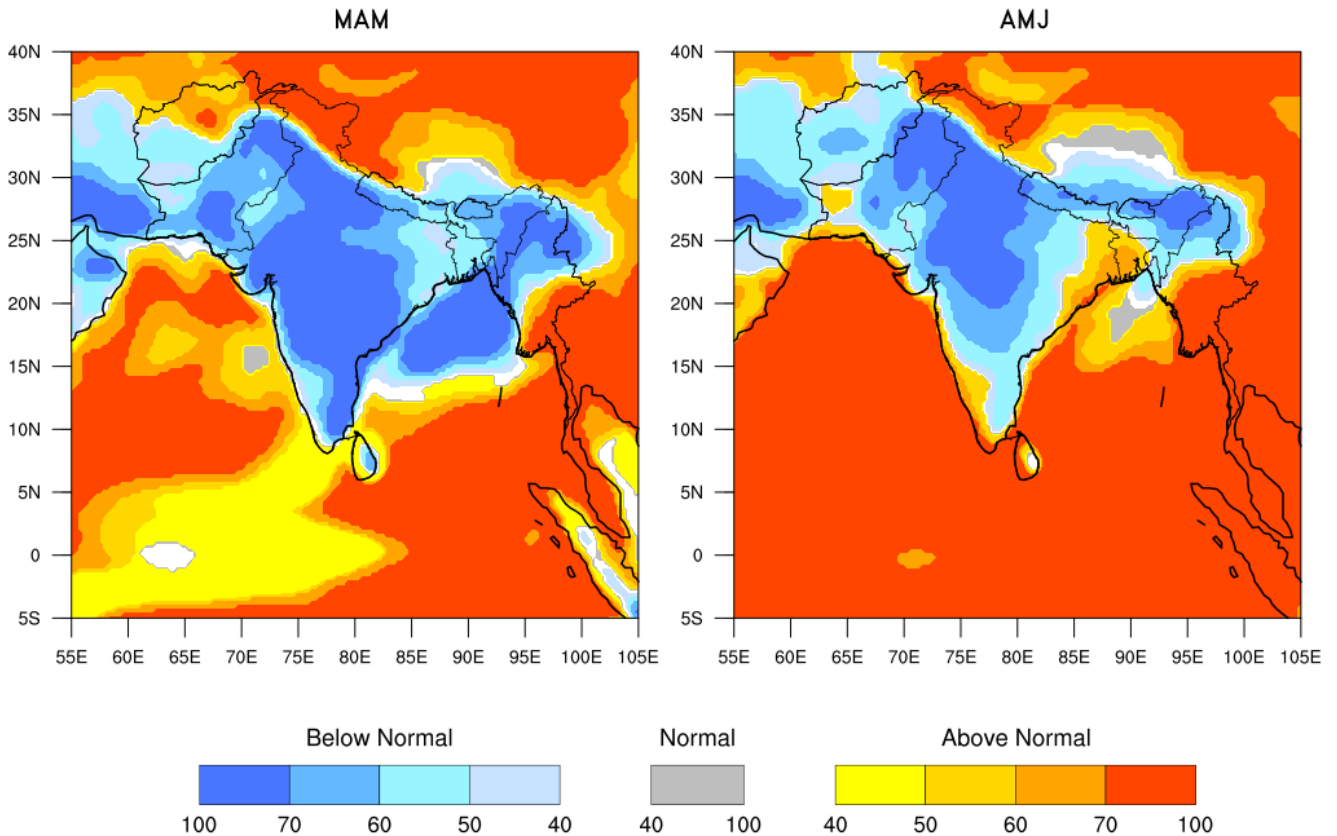 MAM
AMJ
40N
35N
30N
25N
20N
15N
10N
5N
0
5S
55E 60E 65E 70E 75E 80E 85E 90E 95E 100E 105E
40N
35N
30N
25N
20N
15N
10N
5N
0
5S
55E 60E 65E 70E 75E 80E 85E 90E 95E 100E 105E
Below Normal
Normal
Above Normal
100 70 60 50 40
40 100
40 50 60 70 100